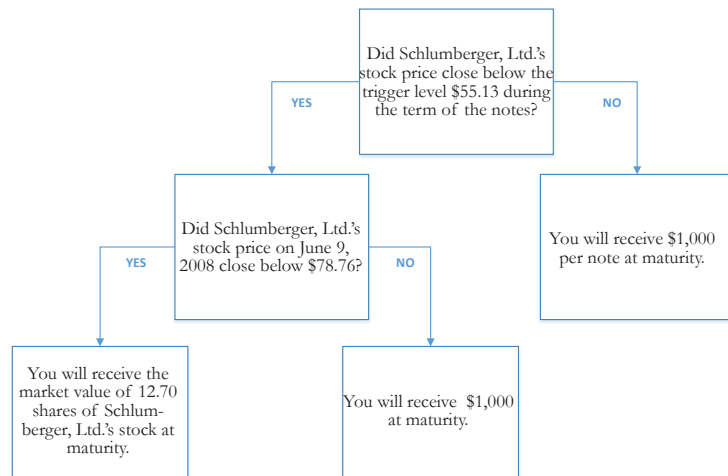 Did Schlumberger, Ltd.'s
stock price close below the
trigger level $55.13 during
the term of the notes?
YES
NO
Did Schlumberger, Ltd.'s
stock price on June 9,
2008 close below $78.76?
You will receive $1,000
per note at maturity.
YES
NO
You will receive the
market value of 12.70
shares of Schlum-
berger, Ltd.'s stock at
maturity.
You will receive $1,000
at maturity.